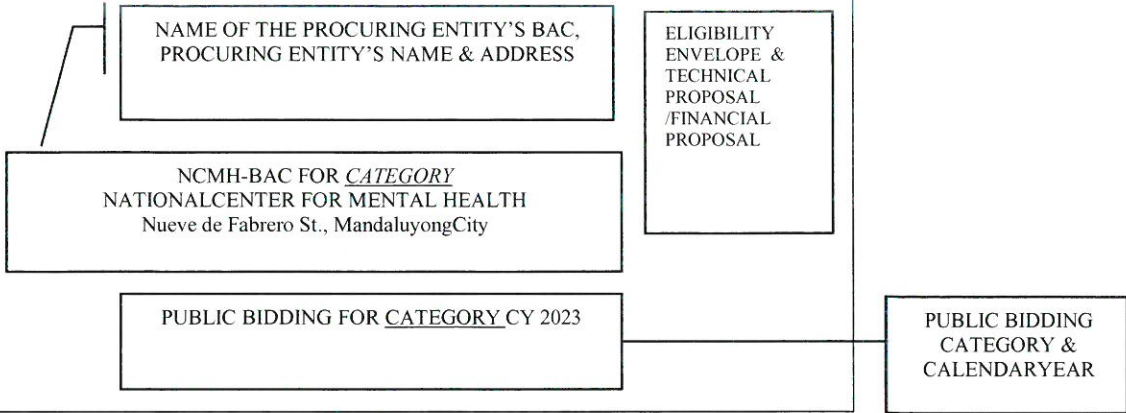 NAME OF THE PROCURING ENTITY'S BAC,
PROCURING ENTITY'S NAME & ADDRESS
ELIGIBILITY
ENVELOPE &
TECHNICAL
PROPOSAL
/FINANCIAL
PROPOSAL
NCMH-BAC FOR CATEGORY
NATIONALCENTER FOR MENTAL HEALTH
Nueve de Fabrero St., MandaluyongCity
PUBLIC BIDDING FOR CATEGORY CY 2023
PUBLIC BIDDING
CATEGORY &
CALENDARYEAR